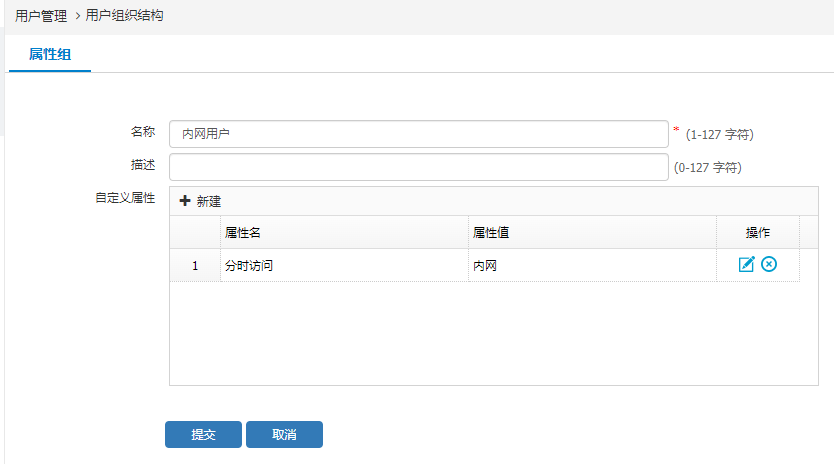 用户管理 > 用户组织结构
属性组
名称 内网用户 * (1-127 字符)
描述 (0-127 字符)
自定义属性 + 新建
属性名 属性值 操作
1 分时访问 内网
提交 取消